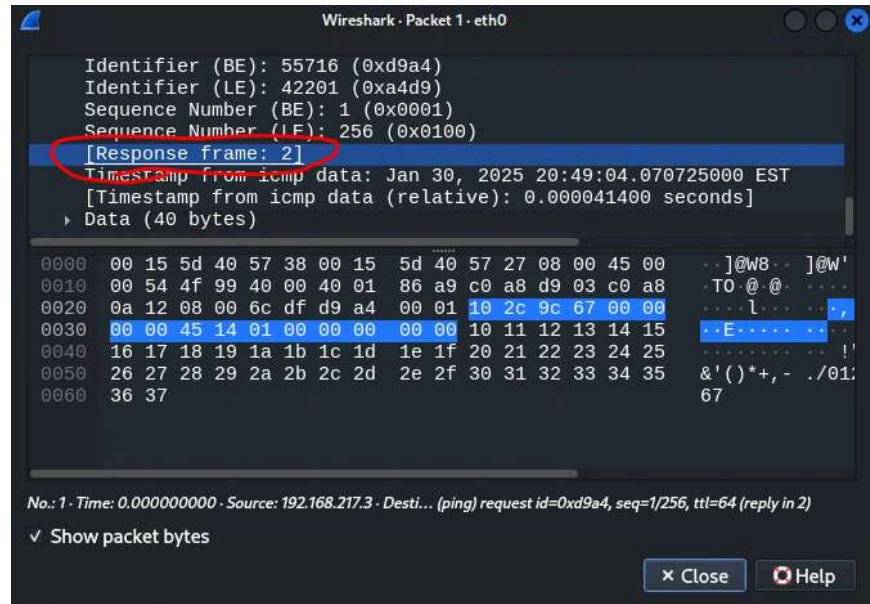 Wireshark · Packet 1 · eth0
Identifier (BE): 55716 (0xd9a4)
Identifier (LE): 42201 (0xa4d9)
Sequence Number (BE): 1 (0x0001)
Sequence Number (LE): 256 (0x0100)
[Response frame: 2]
Timestamp from icmp data: Jan 30, 2025 20:49:04.070725000 EST
[Timestamp from icmp data (relative): 0.000041400 seconds]
Data (40 bytes)
0000 00 15 5d 40 57 38 00 15 5d 40 57 27 08 00 45 00 ··]@W8·· ]@W'
0010 00 54 4f 99 40 00 40 01 86 a9 c0 a8 d9 03 c0 a8 ·TO·@·@· ····
0020 0a 12 08 00 6c df d9 a4 00 01 10 2c 9c 67 00 00 ····l··· ···,
0030 00 00 45 14 01 00 00 00 00 00 10 11 12 13 14 15 ··E····· ····
0040 16 17 18 19 1a 1b 1c 1d 1e 1f 20 21 22 23 24 25 ········ ·· !"
0050 26 27 28 29 2a 2b 2c 2d 2e 2f 30 31 32 33 34 35 &'()*+,- ./012
0060 36 37 67
No.: 1 · Time: 0.000000000 · Source: 192.168.217.3 · Desti… (ping) request id=0xd9a4, seq=1/256, ttl=64 (reply in 2)
Show packet bytes
Close Help